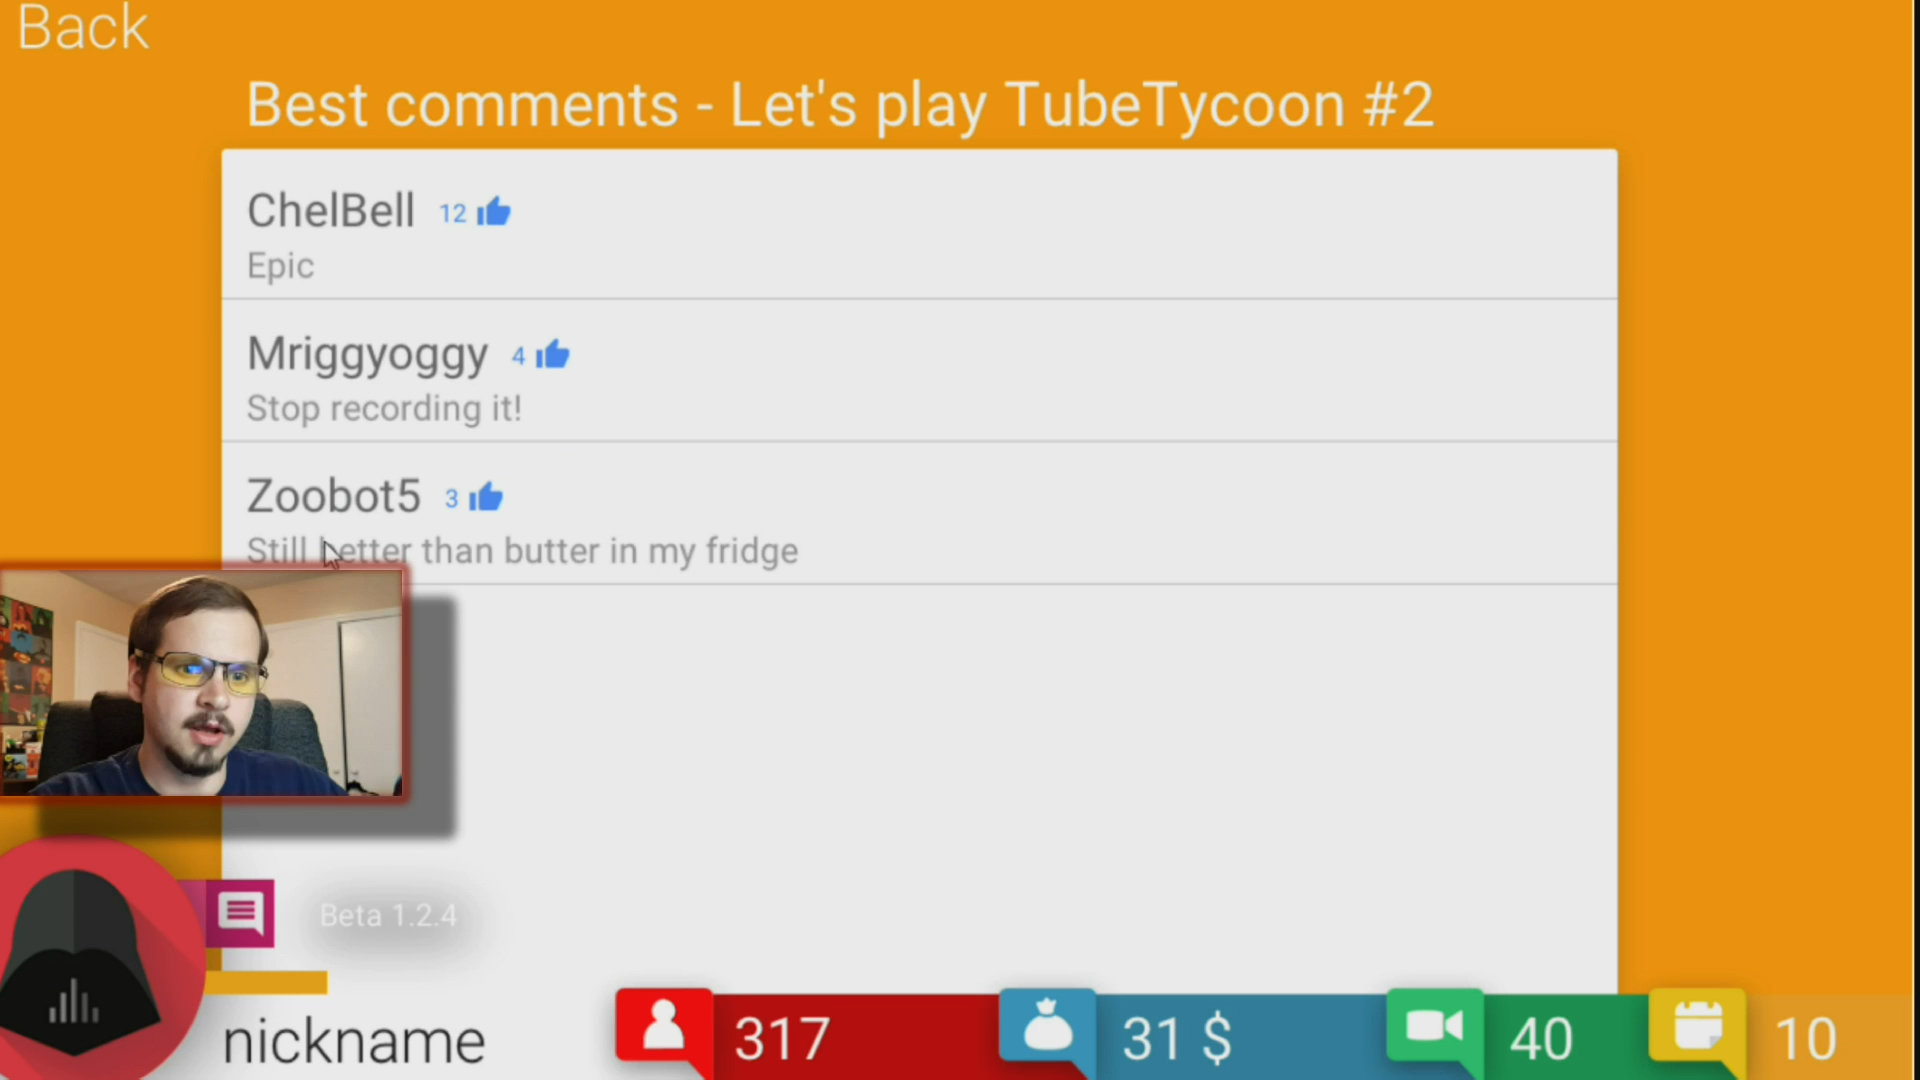 Back
Best comments - Let's play TubeTycoon #2
ChelBell 12
Epic
Mriggyoggy 4
Stop recording it!
Zoobot5 3
Still better than butter in my fridge
Beta 1.2.4
nickname
317
31 $
40
10